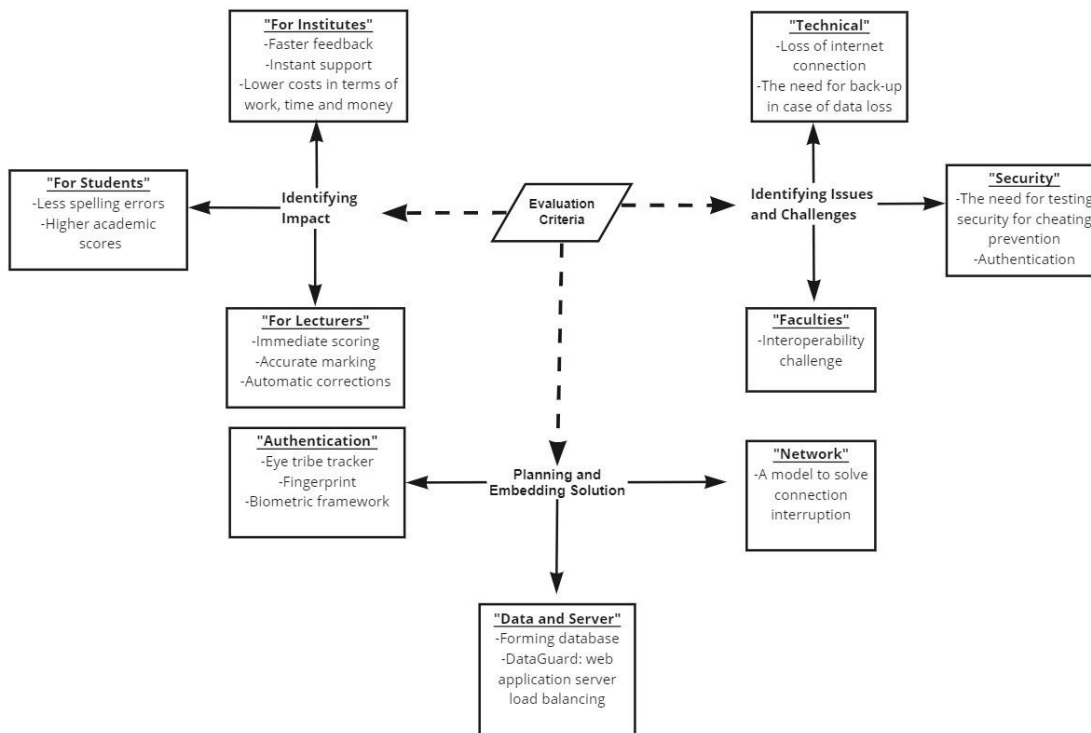 "For Institutes"
-Faster feedback
-Instant support
-Lower costs in terms of
work, time and money
"Technical"
-Loss of internet
connection
-The need for back-up
in case of data loss
"For Students"
-Less spelling errors
-Higher academic
scores
Identifying
Impact
Evaluation
Criteria
Identifying Issues
and Challenges
"Security"
-The need for testing
security for cheating
prevention
-Authentication
"For Lecturers"
-Immediate scoring
-Accurate marking
-Automatic corrections
"Faculties"
-Interoperability
challenge
"Authentication"
-Eye tribe tracker
-Fingerprint
-Biometric framework
Planning and
Embedding Solution
"Network"
-A model to solve
connection
interruption
"Data and Server"
-Forming database
-DataGuard: web
application server
load balancing